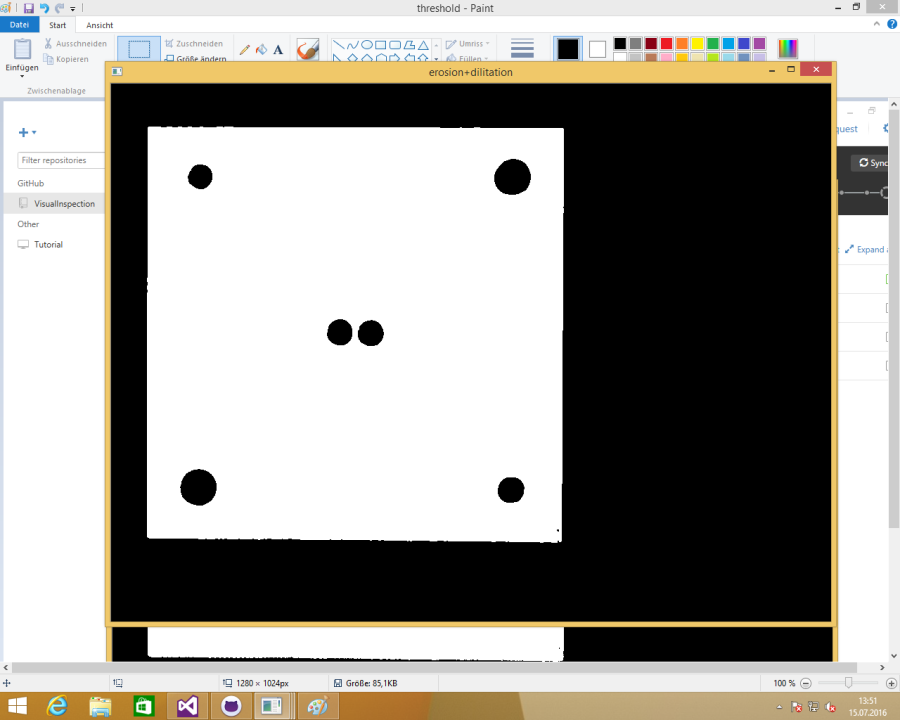 threshold - Paint
Datei Start Ansicht
Einfügen
Ausschneiden
Kopieren
Zuschneiden
Größe ändern
A
Umriss
Füllen
Zwischenablage
erosion+dilitation
Filter repositories
GitHub
VisualInspection
Other
Tutorial
quest
Sync
Expand a
1280 × 1024px
Größe: 85,1KB
100 %
13:51
15.07.2016